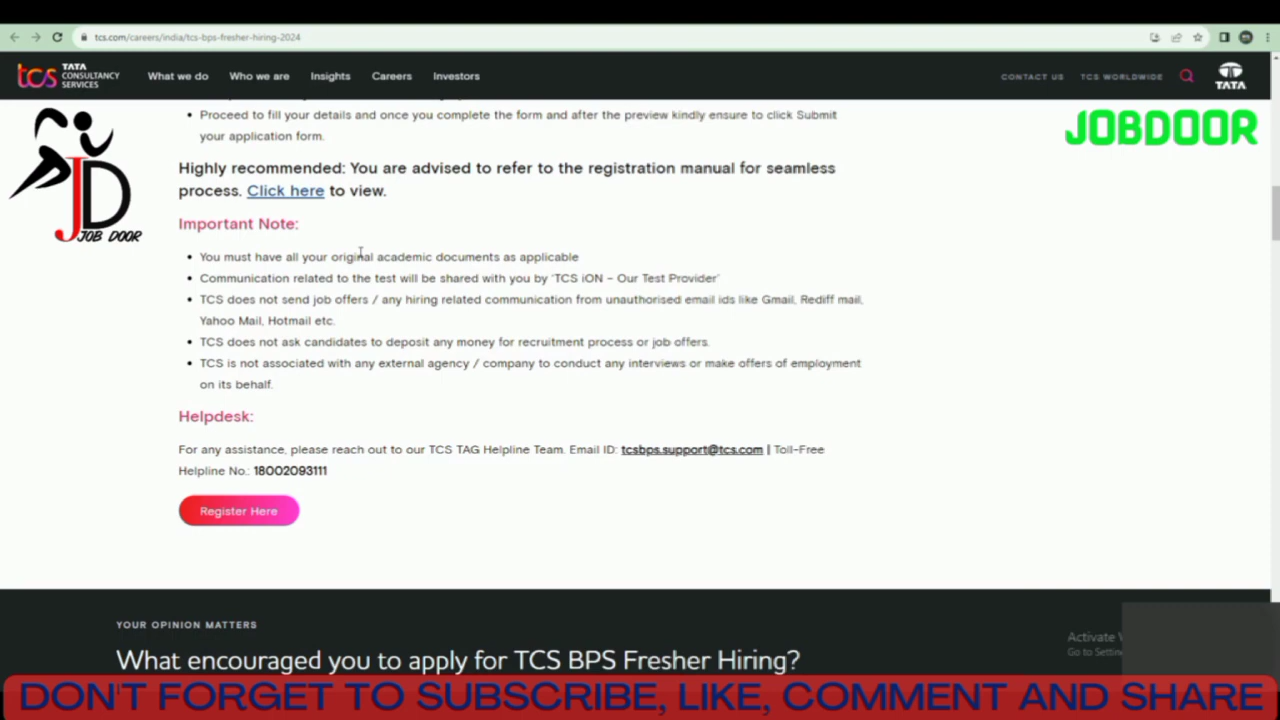 tcs.com/careers/india/tcs-bps-fresher-hiring-2024
tcs TATA CONSULTANCY SERVICES What we do Who we are Insights Careers Investors CONTACT US TCS WORLDWIDE TATA
• Proceed to fill your details and once you complete the form and after the preview kindly ensure to click Submit
your application form.
JOBDOOR
JD
JOB DOOR
Highly recommended: You are advised to refer to the registration manual for seamless
process. Click here to view.
Important Note:
• You must have all your original academic documents as applicable
• Communication related to the test will be shared with you by 'TCS iON – Our Test Provider'
• TCS does not send job offers / any hiring related communication from unauthorised email ids like Gmail, Rediff mail,
Yahoo Mail, Hotmail etc.
• TCS does not ask candidates to deposit any money for recruitment process or job offers.
• TCS is not associated with any external agency / company to conduct any interviews or make offers of employment
on its behalf.
Helpdesk:
For any assistance, please reach out to our TCS TAG Helpline Team. Email ID: tcsbps.support@tcs.com | Toll-Free
Helpline No.: 18002093111
Register Here
YOUR OPINION MATTERS
What encouraged you to apply for TCS BPS Fresher Hiring?
Activate
Go to
DON'T FORGET TO SUBSCRIBE, LIKE, COMMENT AND SHARE